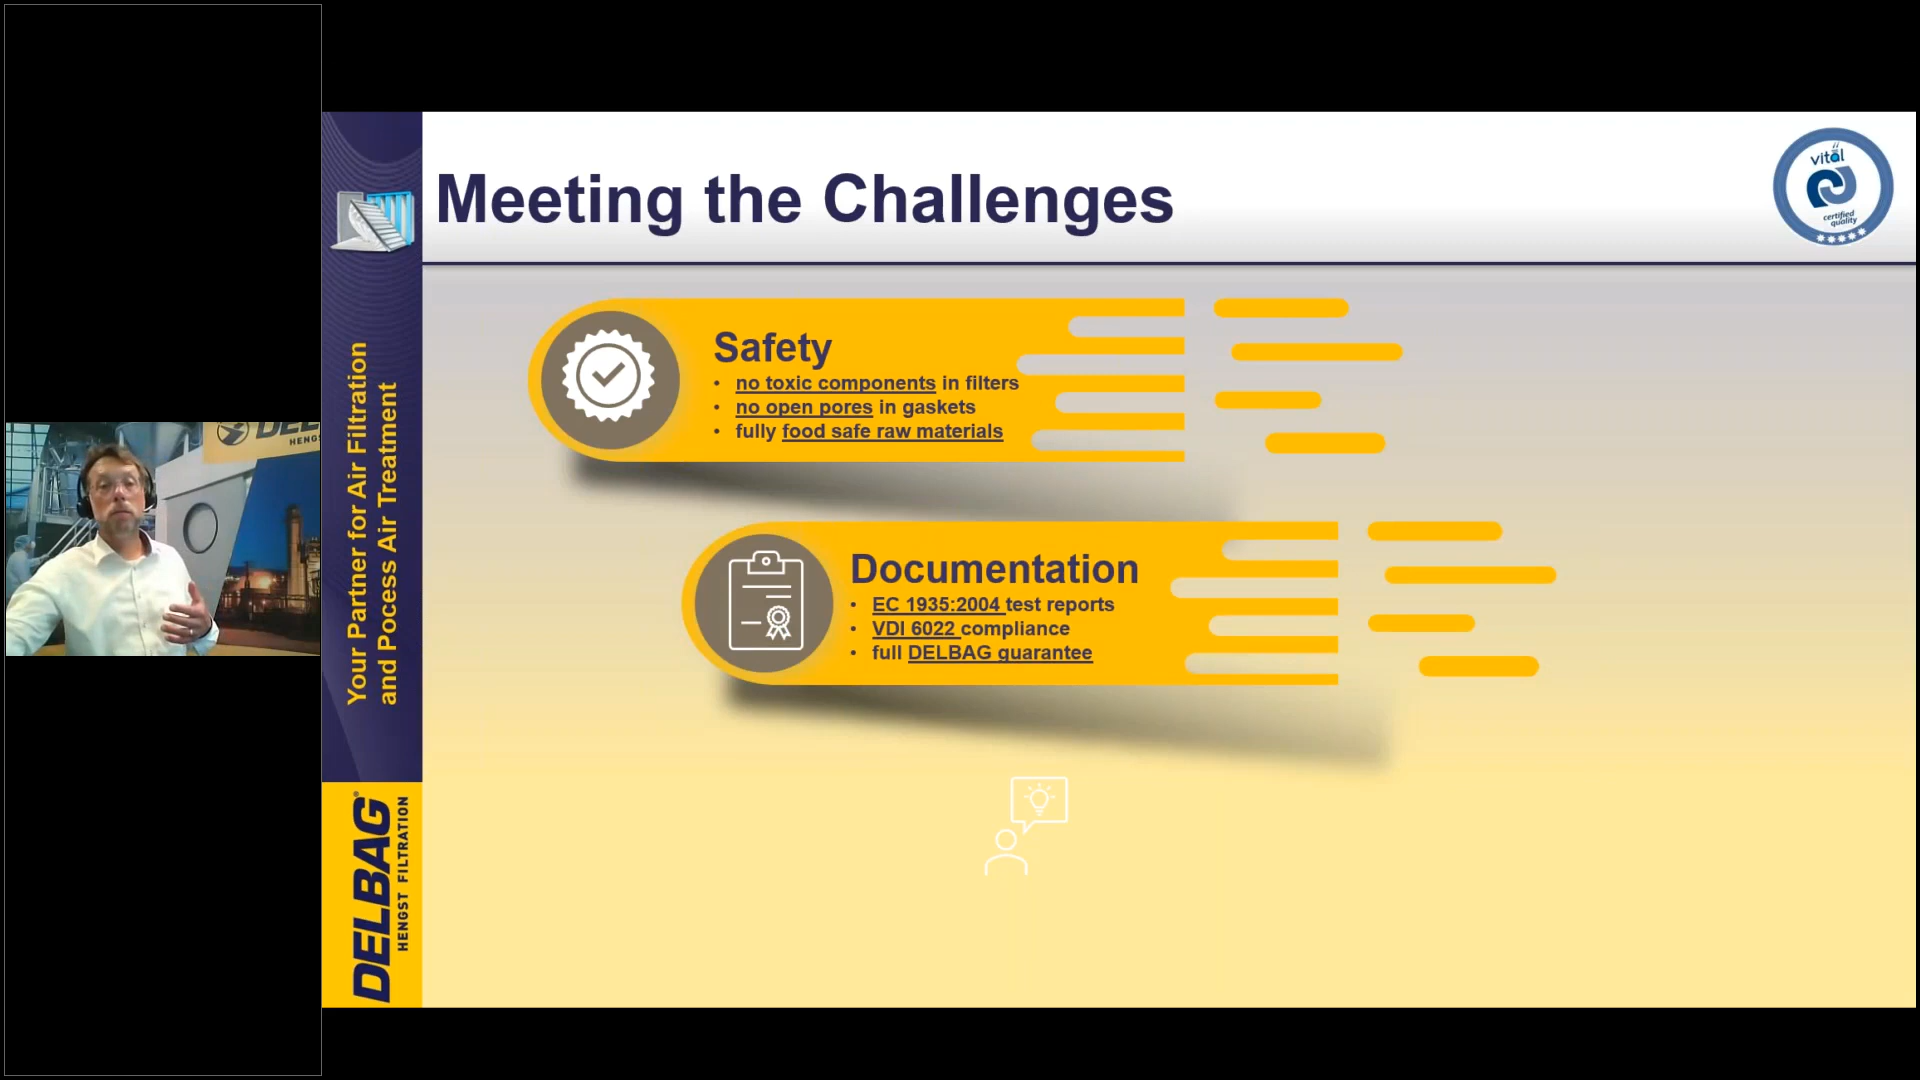 Meeting the Challenges
vital
certified
quality
Safety
• no toxic components in filters
• no open pores in gaskets
• fully food safe raw materials
Documentation
• EC 1935:2004 test reports
• VDI 6022 compliance
• full DELBAG guarantee
Your Partner for Air Filtration
and Pocess Air Treatment
DELBAG®
HENGST FILTRATION